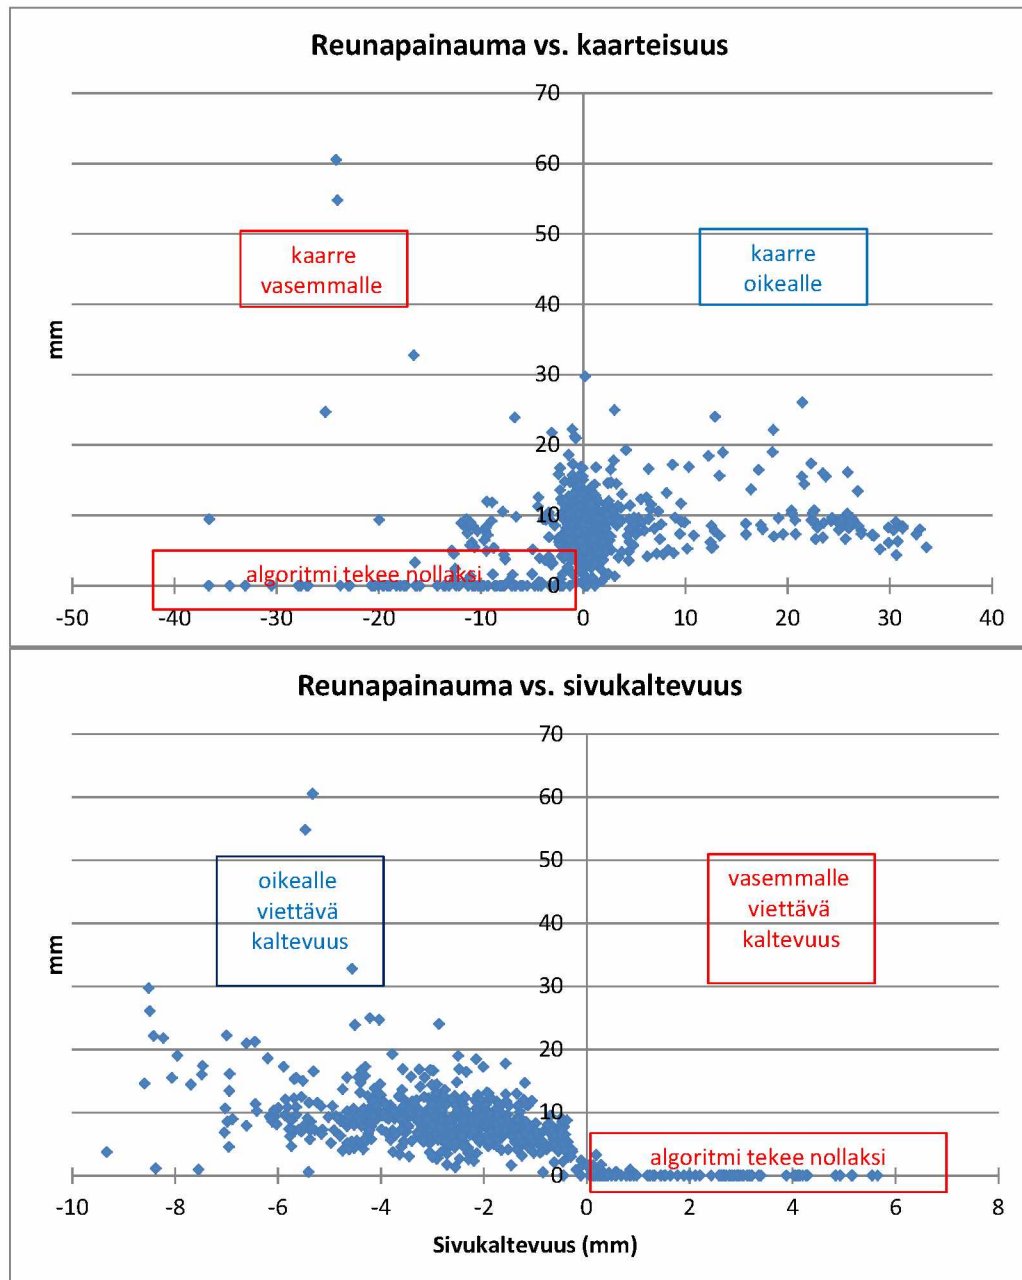 Reunapainauma vs. kaarteisuus
70
60
50
40
30
20
10
0
mm
kaarre
vasemmalle
kaarre
oikealle
algoritmi tekee nollaksi
-50 -40 -30 -20 -10 0 10 20 30 40
Reunapainauma vs. sivukaltevuus
70
60
50
40
30
20
10
0
mm
oikealle
viettävä
kaltevuus
vasemmalle
viettävä
kaltevuus
algoritmi tekee nollaksi
-10 -8 -6 -4 -2 0 2 4 6 8
Sivukaltevuus (mm)